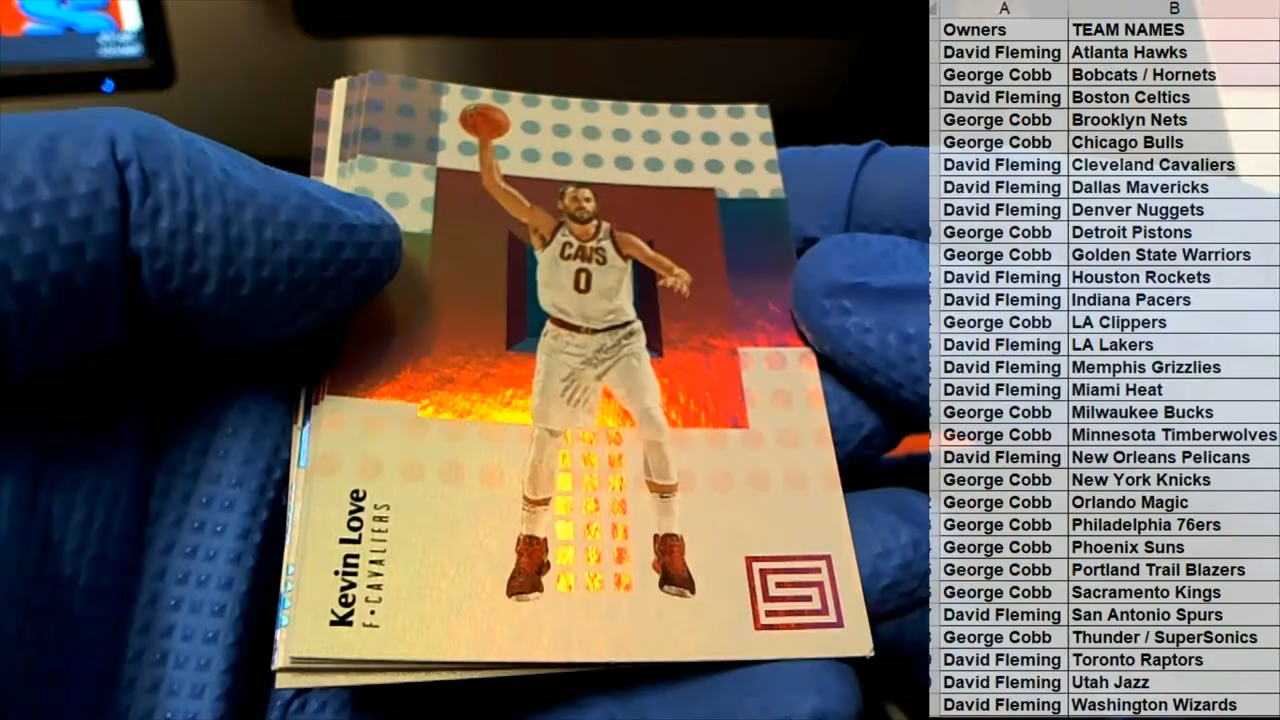 CAVS
0
Kevin Love
F • CAVALIERS
A B
Owners TEAM NAMES
David Fleming Atlanta Hawks
George Cobb Bobcats / Hornets
David Fleming Boston Celtics
George Cobb Brooklyn Nets
George Cobb Chicago Bulls
David Fleming Cleveland Cavaliers
David Fleming Dallas Mavericks
David Fleming Denver Nuggets
George Cobb Detroit Pistons
George Cobb Golden State Warriors
David Fleming Houston Rockets
David Fleming Indiana Pacers
George Cobb LA Clippers
David Fleming LA Lakers
David Fleming Memphis Grizzlies
David Fleming Miami Heat
George Cobb Milwaukee Bucks
George Cobb Minnesota Timberwolves
David Fleming New Orleans Pelicans
George Cobb New York Knicks
George Cobb Orlando Magic
George Cobb Philadelphia 76ers
George Cobb Phoenix Suns
George Cobb Portland Trail Blazers
George Cobb Sacramento Kings
David Fleming San Antonio Spurs
George Cobb Thunder / SuperSonics
David Fleming Toronto Raptors
David Fleming Utah Jazz
David Fleming Washington Wizards